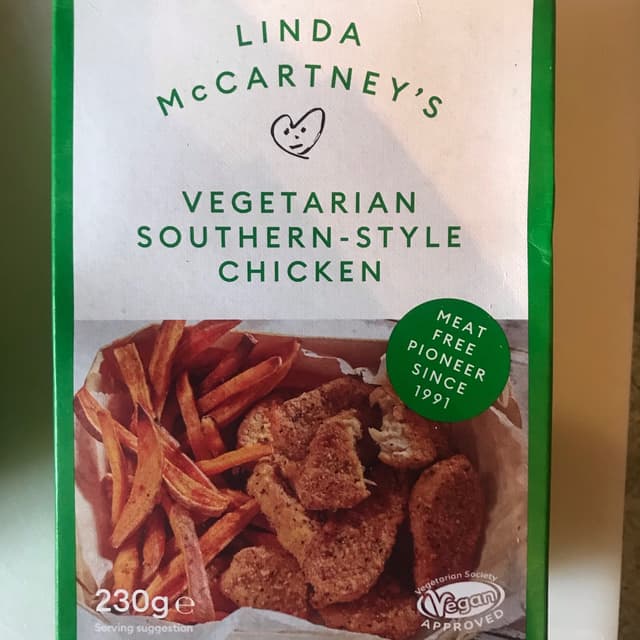 LINDA
McCARTNEY'S
VEGETARIAN
SOUTHERN-STYLE
CHICKEN
MEAT
FREE
PIONEER
SINCE
1991
230g e
Serving suggestion
Vegetarian Society
Vegan
APPROVED